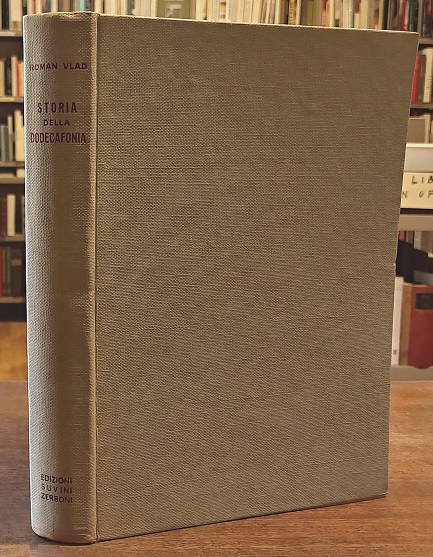 ROMAN VLAD
STORIA
DELLA
DODECAFONIA
EDIZIONI
SUVINI
ZERBONI